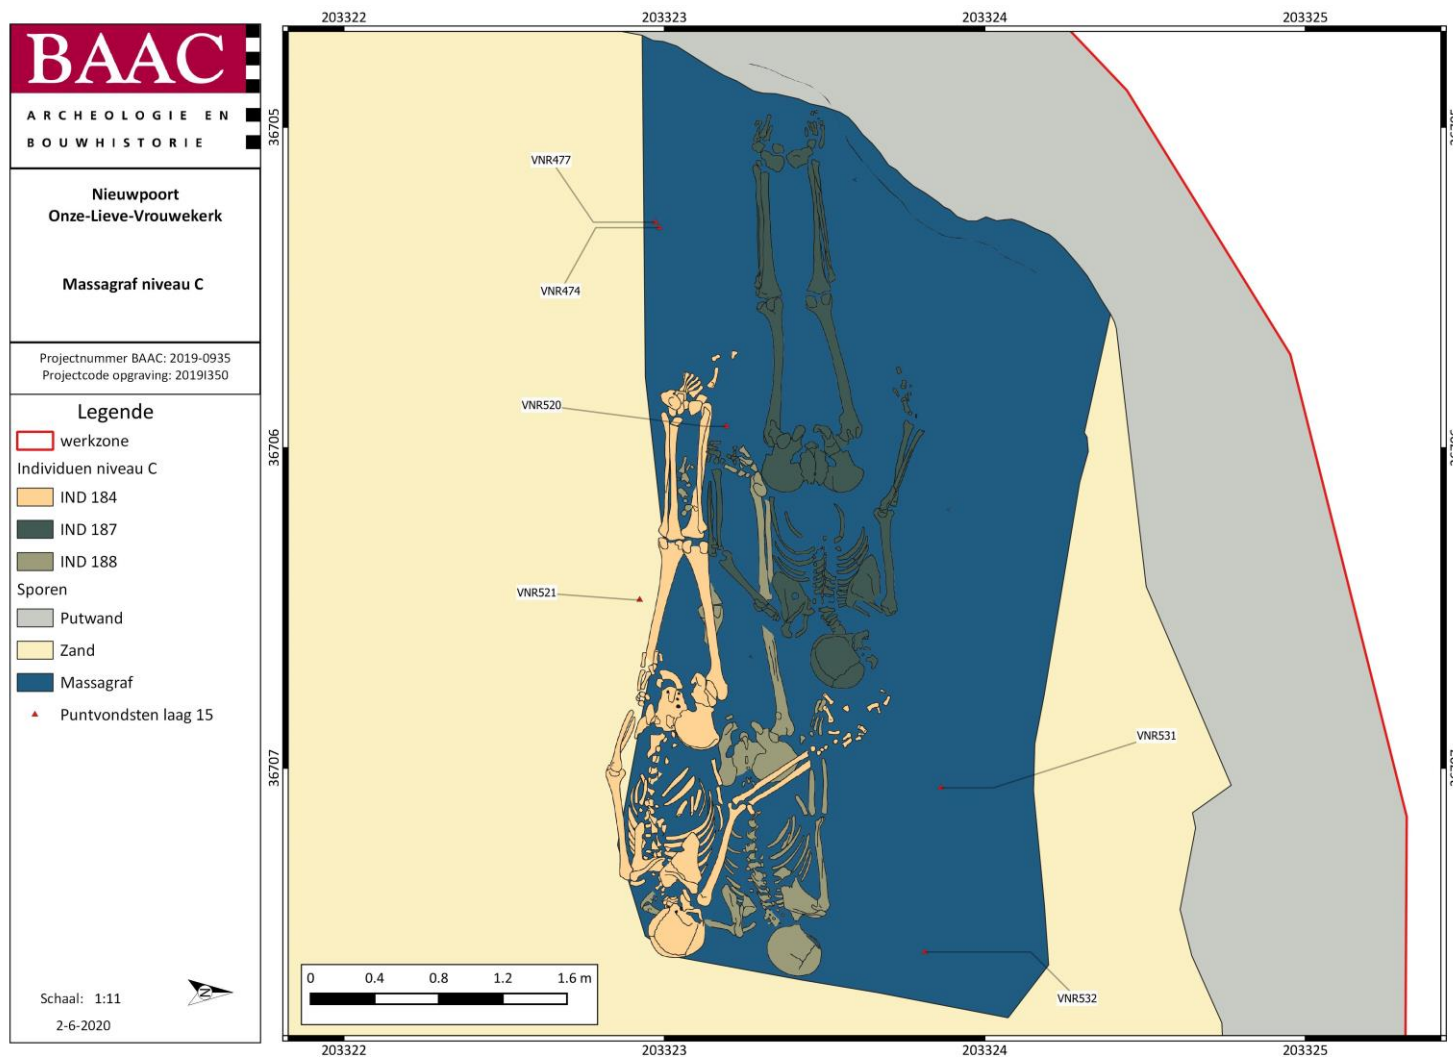 BAAC
ARCHEOLOGIE EN
BOUWHISTORIE
Nieuwpoort
Onze-Lieve-Vrouwekerk
Massagraf niveau C
Projectnummer BAAC: 2019-0935
Projectcode opgraving: 2019I350
Legende
werkzone
Individuen niveau C
IND 184
IND 187
IND 188
Sporen
Putwand
Zand
Massagraf
Puntvondsten laag 15
Schaal: 1:11
N
2-6-2020
203322
203323
203324
203325
36705
36705
VNR477
VNR474
VNR520
36706
36706
VNR521
VNR531
36707
36707
VNR532
0 0.4 0.8 1.2 1.6 m
203322
203323
203324
203325